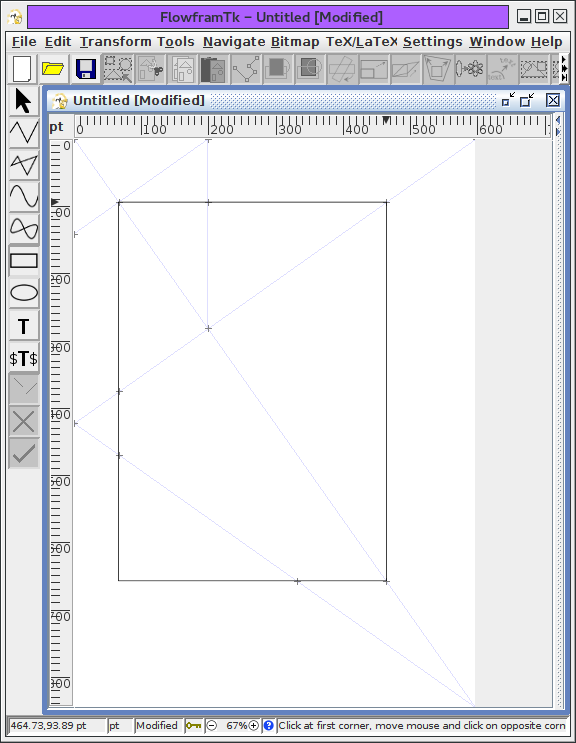 FlowframTk – Untitled [Modified]
File Edit Transform Tools Navigate Bitmap TeX/LaTeX Settings Window Help
Untitled [Modified]
pt 0 100 200 300 400 500 600
0
100
200
300
400
500
600
700
800
T
$T$
464.73,93.89 pt pt Modified 67% Click at first corner, move mouse and click on opposite corn